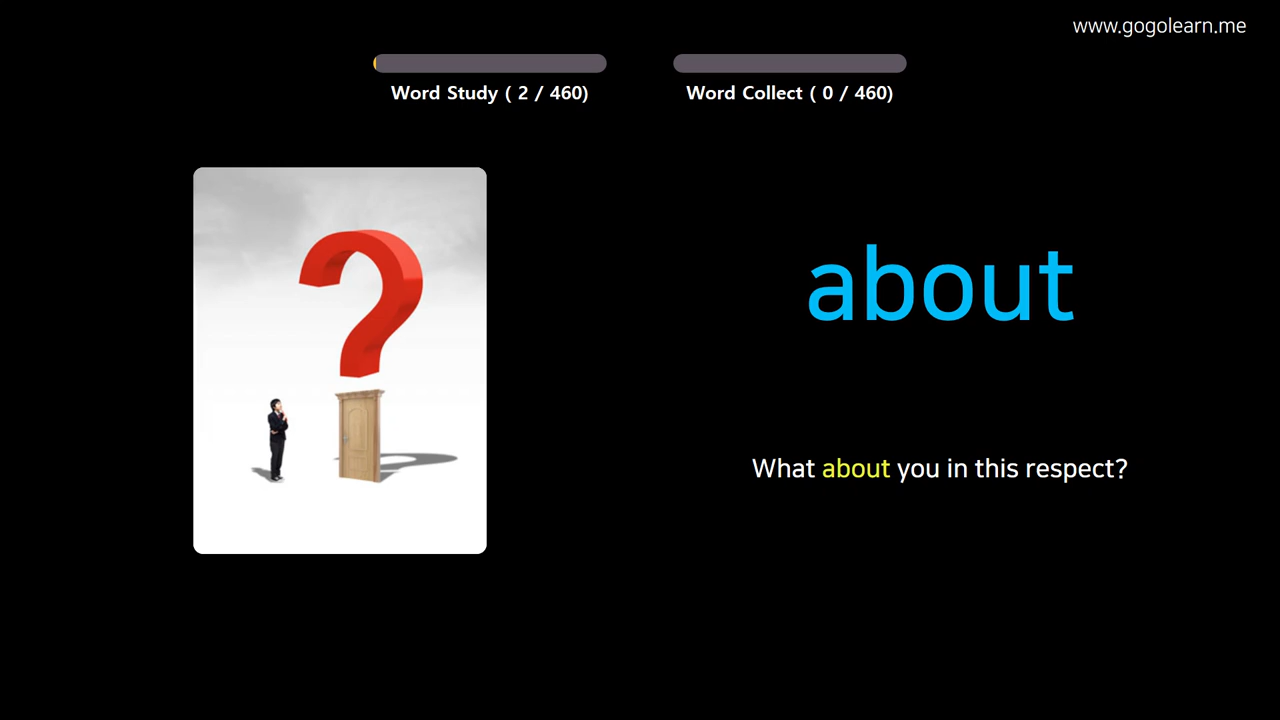 www.gogolearn.me
Word Study ( 2 / 460)
Word Collect ( 0 / 460)
?
about
What about you in this respect?